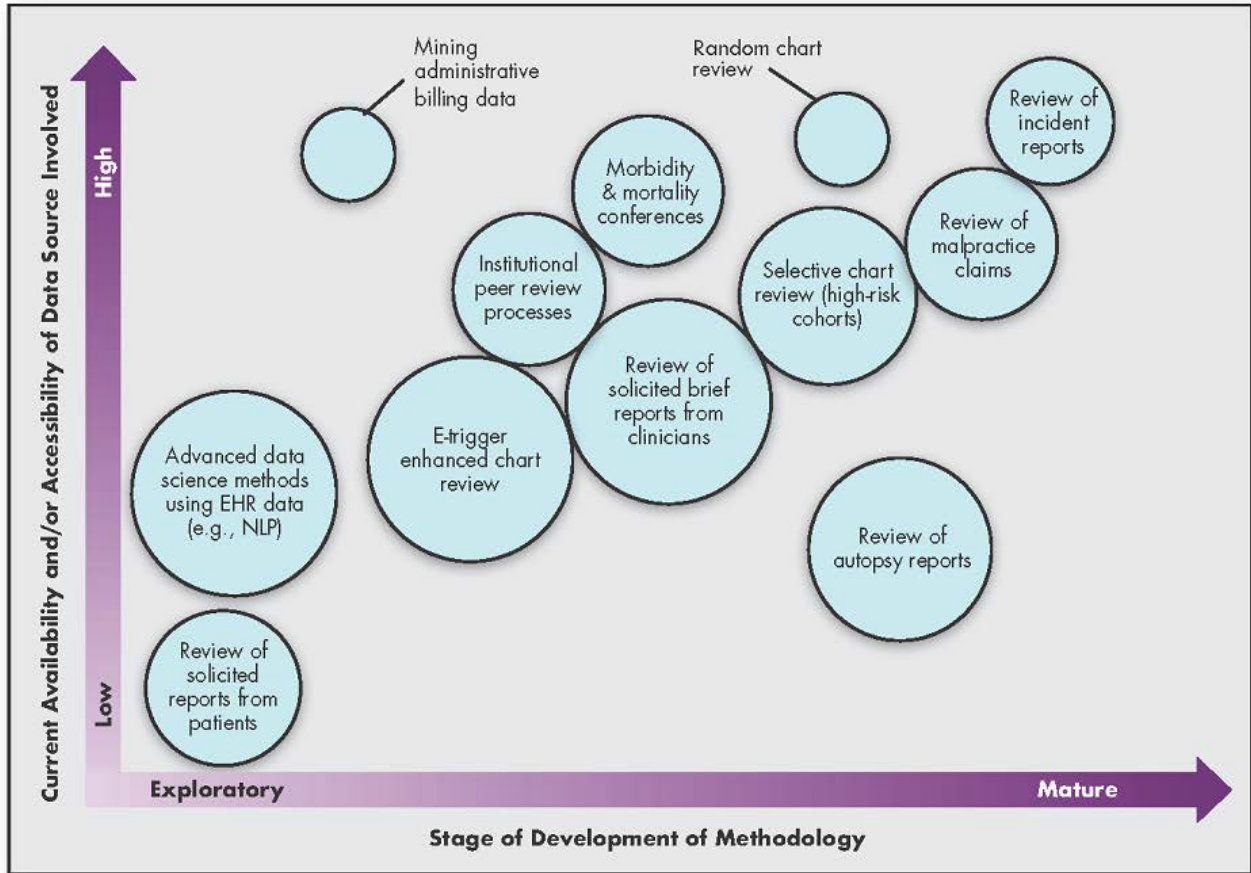 Current Availability and/or Accessibility of Data Source Involved
High
Low
Mining
administrative
billing data
Random chart
review
Review of
incident
reports
Morbidity
& mortality
conferences
Review of
malpractice
claims
Institutional
peer review
processes
Selective chart
review (high-risk
cohorts)
Review of
solicited brief
reports from
clinicians
E-trigger
enhanced chart
review
Advanced data
science methods
using EHR data
(e.g., NLP)
Review of
autopsy reports
Review of
solicited
reports from
patients
Exploratory
Mature
Stage of Development of Methodology